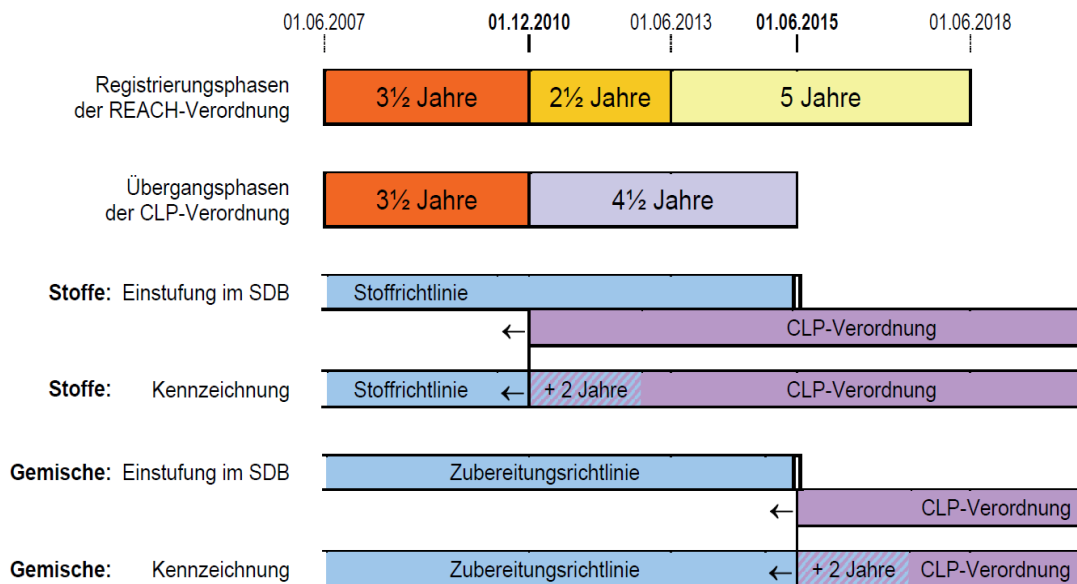 01.06.2007 01.12.2010 01.06.2013 01.06.2015 01.06.2018
Registrierungsphasen
der REACH-Verordnung
3½ Jahre 2½ Jahre 5 Jahre
Übergangsphasen
der CLP-Verordnung
3½ Jahre 4½ Jahre
Stoffe: Einstufung im SDB Stoffrichtlinie
← CLP-Verordnung
Stoffe: Kennzeichnung Stoffrichtlinie ← + 2 Jahre CLP-Verordnung
Gemische: Einstufung im SDB Zubereitungsrichtlinie
← CLP-Verordnung
Gemische: Kennzeichnung Zubereitungsrichtlinie ← + 2 Jahre CLP-Verordnung